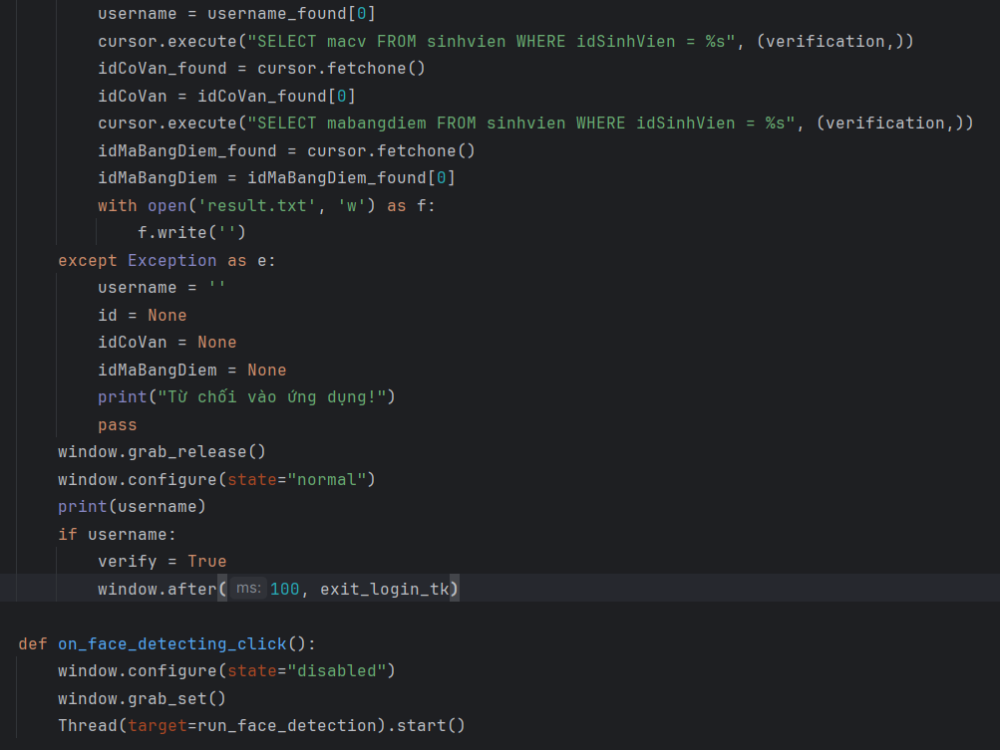 username = username_found[0]
cursor.execute("SELECT macv FROM sinhvien WHERE idSinhVien = %s", (verification,))
idCoVan_found = cursor.fetchone()
idCoVan = idCoVan_found[0]
cursor.execute("SELECT mabangdiem FROM sinhvien WHERE idSinhVien = %s", (verification,))
idMaBangDiem_found = cursor.fetchone()
idMaBangDiem = idMaBangDiem_found[0]
with open('result.txt', 'w') as f:
f.write('')
except Exception as e:
username = ''
id = None
idCoVan = None
idMaBangDiem = None
print("Từ chối vào ứng dụng!")
pass
window.grab_release()
window.configure(state="normal")
print(username)
if username:
verify = True
window.after( ms: 100, exit_login_tk)
def on_face_detecting_click():
window.configure(state="disabled")
window.grab_set()
Thread(target=run_face_detection).start()